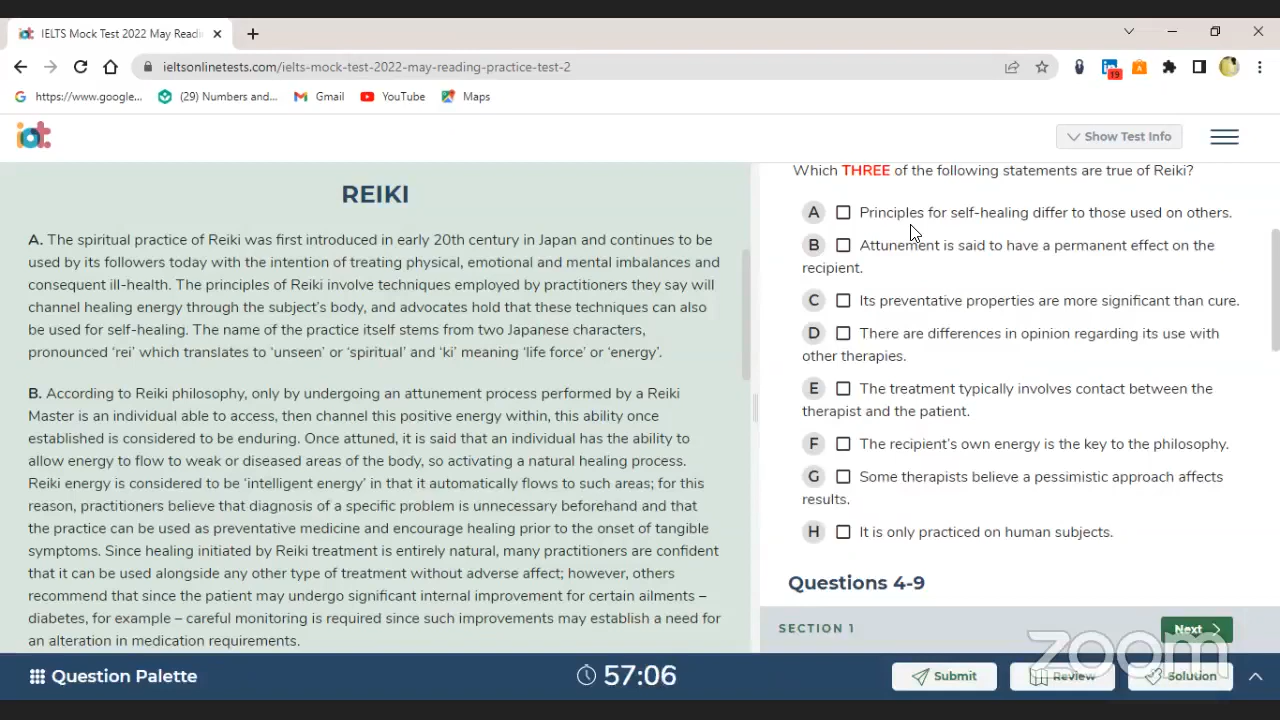 IELTS Mock Test 2022 May Readi
ieltsonlinetests.com/ielts-mock-test-2022-may-reading-practice-test-2
19
https://www.google... (29) Numbers and... Gmail YouTube Maps
iot
Show Test Info
REIKI
A. The spiritual practice of Reiki was first introduced in early 20th century in Japan and continues to be
used by its followers today with the intention of treating physical, emotional and mental imbalances and
consequent ill-health. The principles of Reiki involve techniques employed by practitioners they say will
channel healing energy through the subject's body, and advocates hold that these techniques can also
be used for self-healing. The name of the practice itself stems from two Japanese characters,
pronounced 'rei' which translates to 'unseen' or 'spiritual' and 'ki' meaning 'life force' or 'energy'.
B. According to Reiki philosophy, only by undergoing an attunement process performed by a Reiki
Master is an individual able to access, then channel this positive energy within, this ability once
established is considered to be enduring. Once attuned, it is said that an individual has the ability to
allow energy to flow to weak or diseased areas of the body, so activating a natural healing process.
Reiki energy is considered to be 'intelligent energy' in that it automatically flows to such areas; for this
reason, practitioners believe that diagnosis of a specific problem is unnecessary beforehand and that
the practice can be used as preventative medicine and encourage healing prior to the onset of tangible
symptoms. Since healing initiated by Reiki treatment is entirely natural, many practitioners are confident
that it can be used alongside any other type of treatment without adverse affect; however, others
recommend that since the patient may undergo significant internal improvement for certain ailments –
diabetes, for example – careful monitoring is required since such improvements may establish a need for
an alteration in medication requirements.
Which THREE of the following statements are true of Reiki?
A Principles for self-healing differ to those used on others.
B Attunement is said to have a permanent effect on the
recipient.
C Its preventative properties are more significant than cure.
D There are differences in opinion regarding its use with
other therapies.
E The treatment typically involves contact between the
therapist and the patient.
F The recipient's own energy is the key to the philosophy.
G Some therapists believe a pessimistic approach affects
results.
H It is only practiced on human subjects.
Questions 4-9
SECTION 1
Next
zoom
Question Palette
57:06
Submit
Review
Solution